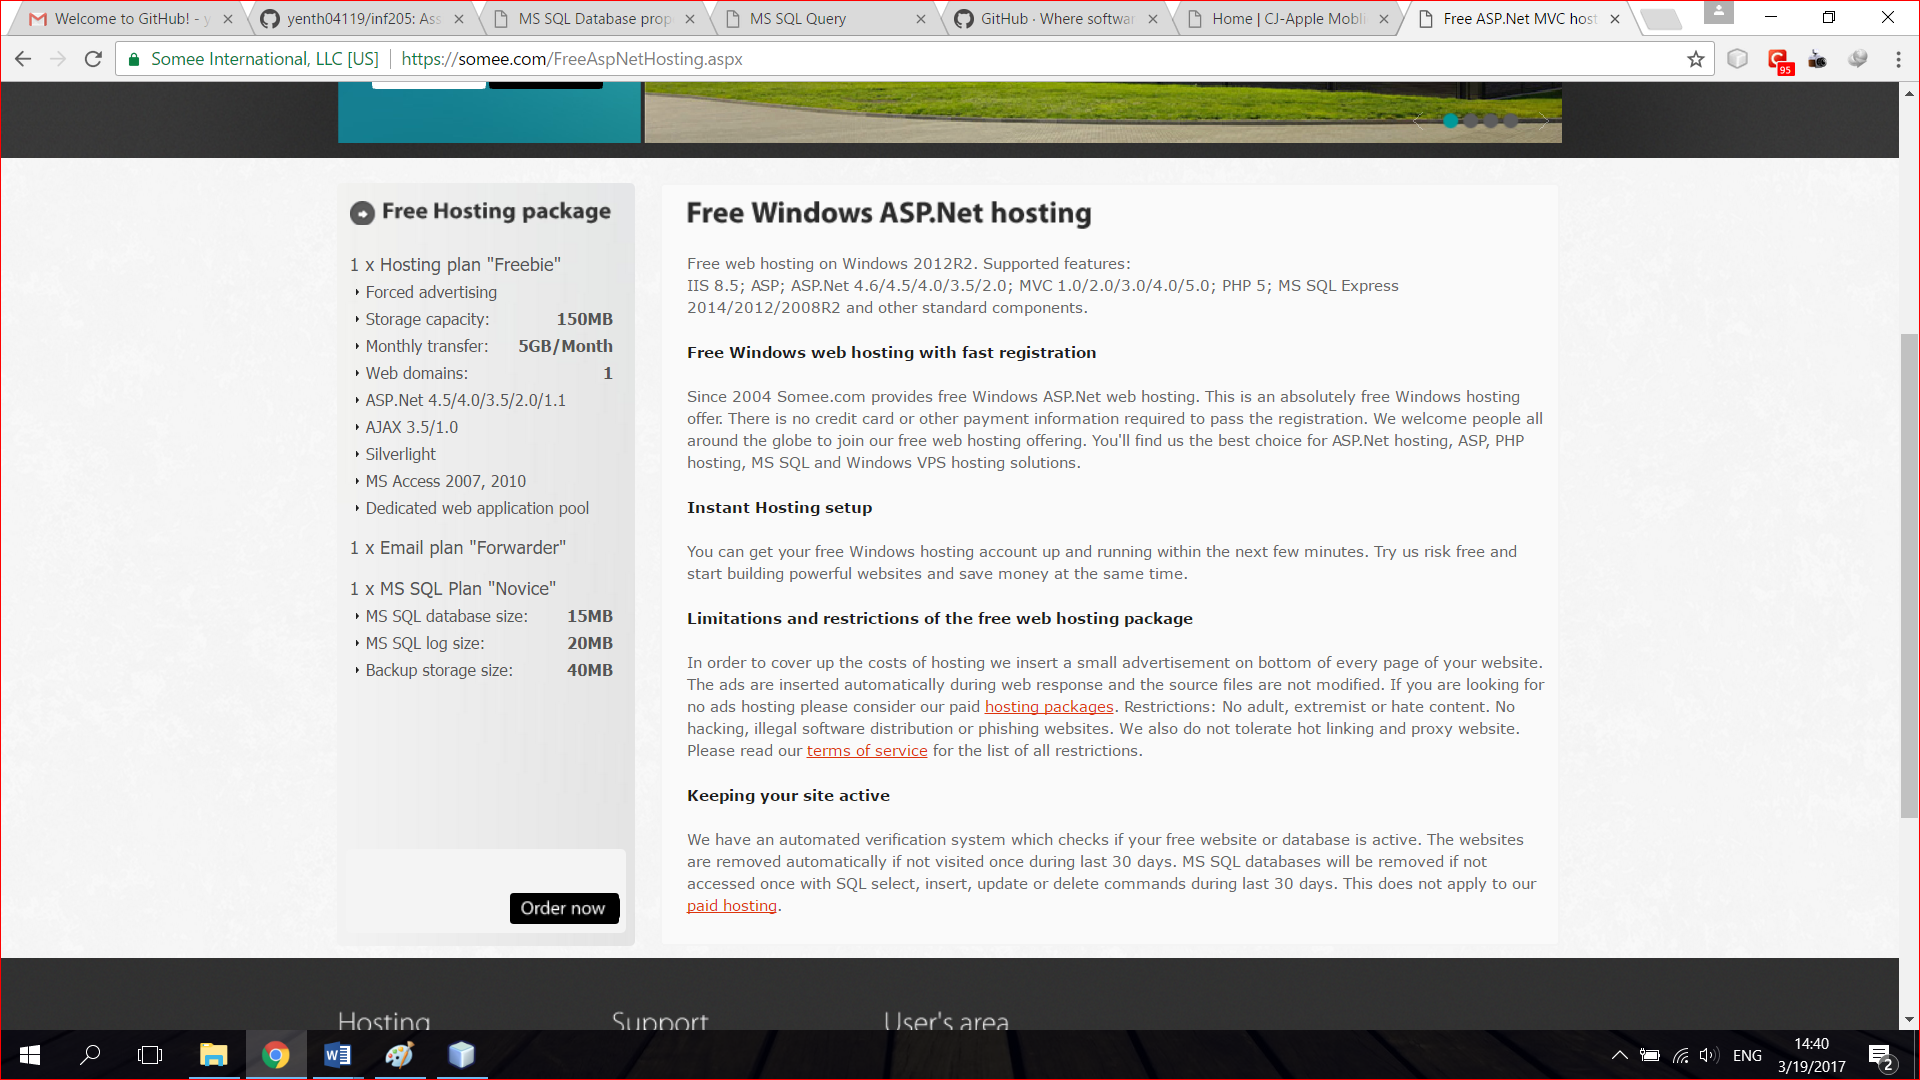 Welcome to GitHub! - y
yenth04119/inf205: Ass
MS SQL Database prop
MS SQL Query
GitHub · Where softwar
Home | CJ-Apple Mobli
Free ASP.Net MVC host
Somee International, LLC [US]
https://somee.com/FreeAspNetHosting.aspx
95
Free Hosting package
1 x Hosting plan "Freebie"
Forced advertising
Storage capacity: 150MB
Monthly transfer: 5GB/Month
Web domains: 1
ASP.Net 4.5/4.0/3.5/2.0/1.1
AJAX 3.5/1.0
Silverlight
MS Access 2007, 2010
Dedicated web application pool
1 x Email plan "Forwarder"
1 x MS SQL Plan "Novice"
MS SQL database size: 15MB
MS SQL log size: 20MB
Backup storage size: 40MB
Order now
Free Windows ASP.Net hosting
Free web hosting on Windows 2012R2. Supported features:
IIS 8.5; ASP; ASP.Net 4.6/4.5/4.0/3.5/2.0; MVC 1.0/2.0/3.0/4.0/5.0; PHP 5; MS SQL Express
2014/2012/2008R2 and other standard components.
Free Windows web hosting with fast registration
Since 2004 Somee.com provides free Windows ASP.Net web hosting. This is an absolutely free Windows hosting
offer. There is no credit card or other payment information required to pass the registration. We welcome people all
around the globe to join our free web hosting offering. You'll find us the best choice for ASP.Net hosting, ASP, PHP
hosting, MS SQL and Windows VPS hosting solutions.
Instant Hosting setup
You can get your free Windows hosting account up and running within the next few minutes. Try us risk free and
start building powerful websites and save money at the same time.
Limitations and restrictions of the free web hosting package
In order to cover up the costs of hosting we insert a small advertisement on bottom of every page of your website.
The ads are inserted automatically during web response and the source files are not modified. If you are looking for
no ads hosting please consider our paid hosting packages. Restrictions: No adult, extremist or hate content. No
hacking, illegal software distribution or phishing websites. We also do not tolerate hot linking and proxy website.
Please read our terms of service for the list of all restrictions.
Keeping your site active
We have an automated verification system which checks if your free website or database is active. The websites
are removed automatically if not visited once during last 30 days. MS SQL databases will be removed if not
accessed once with SQL select, insert, update or delete commands during last 30 days. This does not apply to our
paid hosting.
Hosting
Support
User's area
ENG
14:40
3/19/2017
2